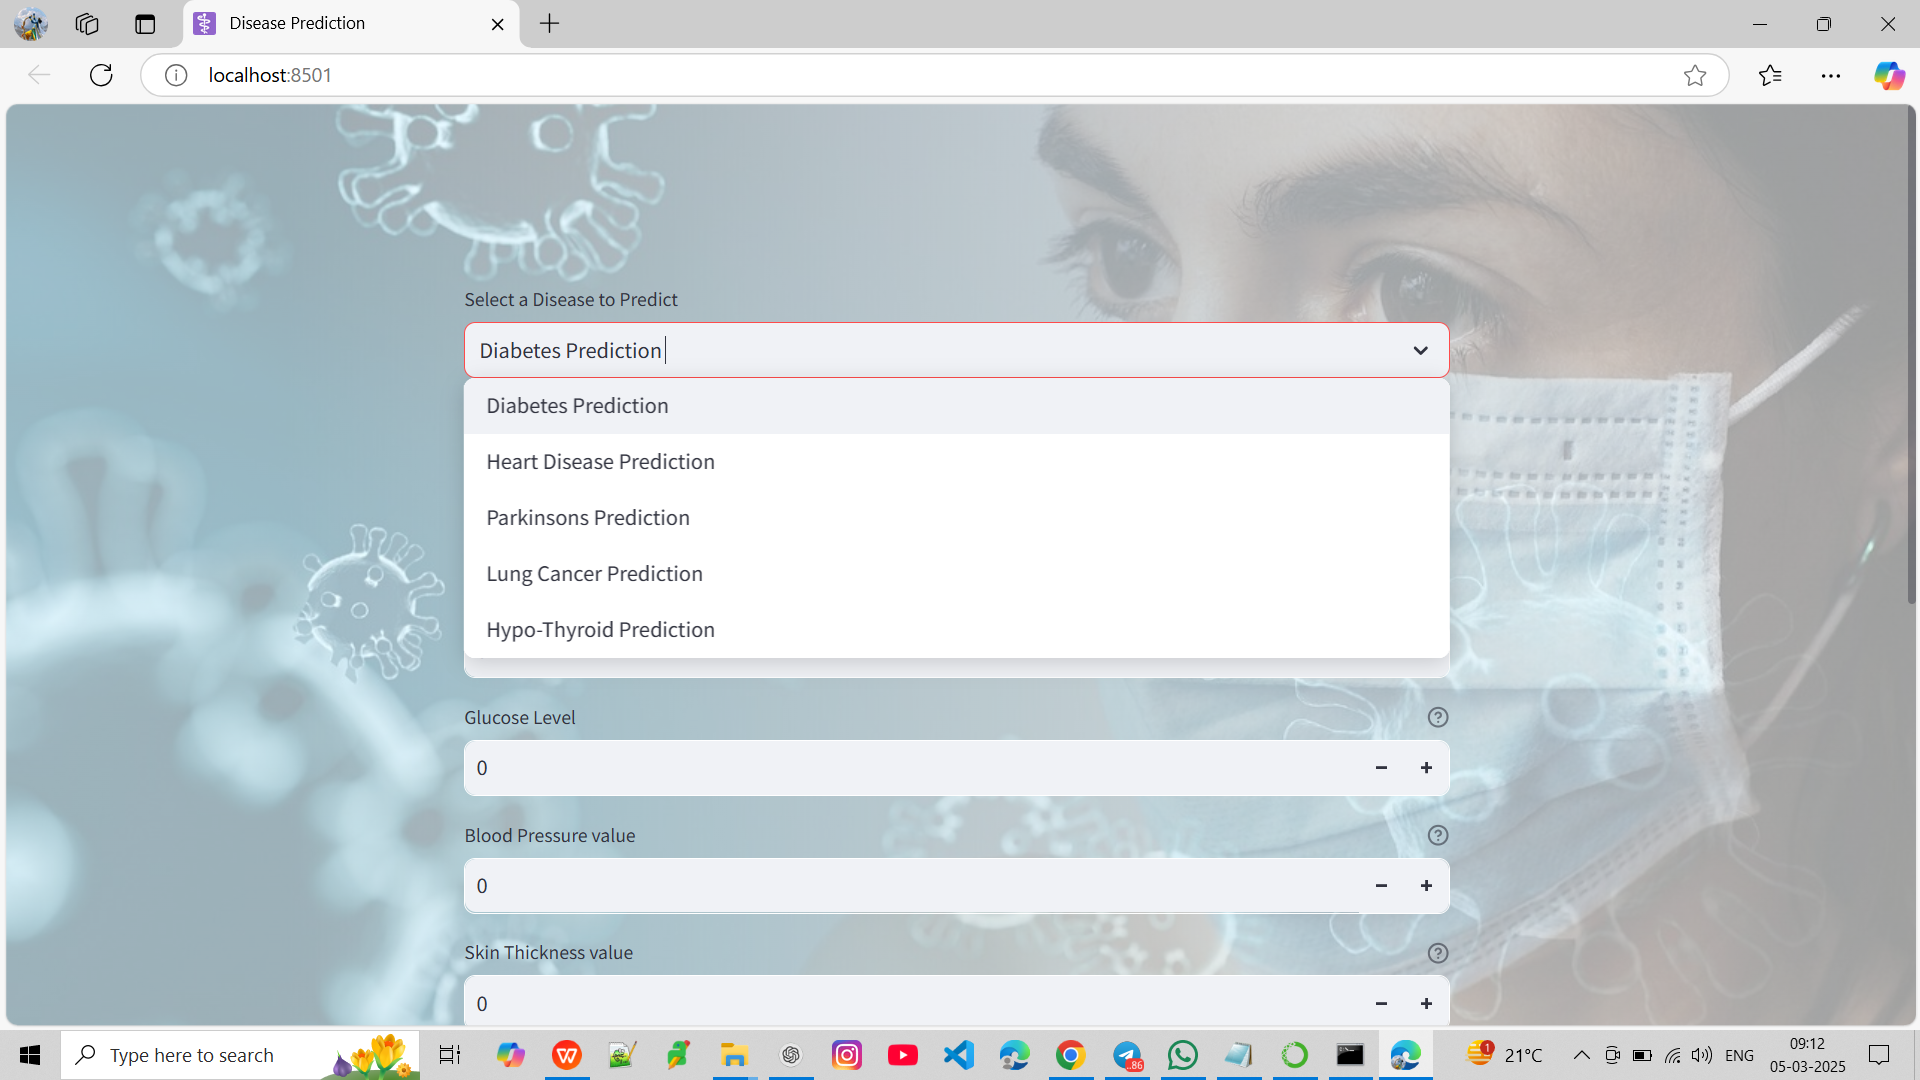 Disease Prediction
localhost:8501
Select a Disease to Predict
Diabetes Prediction
Diabetes Prediction
Heart Disease Prediction
Parkinsons Prediction
Lung Cancer Prediction
Hypo-Thyroid Prediction
Glucose Level
0
Blood Pressure value
0
Skin Thickness value
0
Type here to search
..86
1
21°C
ENG
09:12
05-03-2025